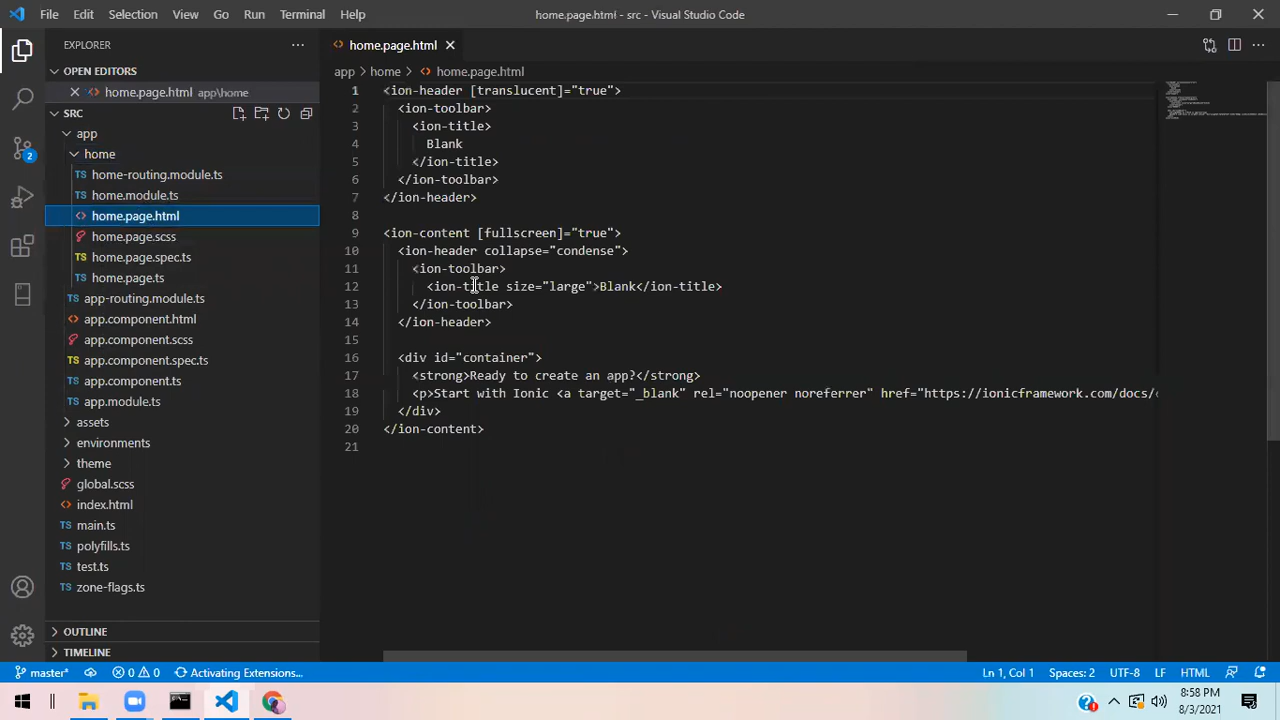 File Edit Selection View Go Run Terminal Help home.page.html - src - Visual Studio Code
EXPLORER
home.page.html
OPEN EDITORS
app > home > home.page.html
home.page.html app\home
SRC
app
home
home-routing.module.ts
home.module.ts
home.page.html
home.page.scss
home.page.spec.ts
home.page.ts
app-routing.module.ts
app.component.html
app.component.scss
app.component.spec.ts
app.component.ts
app.module.ts
assets
environments
theme
global.scss
index.html
main.ts
polyfills.ts
test.ts
zone-flags.ts
OUTLINE
TIMELINE
2
1 <ion-header [translucent]="true">
2 <ion-toolbar>
3 <ion-title>
4 Blank
5 </ion-title>
6 </ion-toolbar>
7 </ion-header>
8
9 <ion-content [fullscreen]="true">
10 <ion-header collapse="condense">
11 <ion-toolbar>
12 <ion-title size="large">Blank</ion-title>
13 </ion-toolbar>
14 </ion-header>
15
16 <div id="container">
17 <strong>Ready to create an app?</strong>
18 <p>Start with Ionic <a target="_blank" rel="noopener noreferrer" href="https://ionicframework.com/docs/
19 </div>
20 </ion-content>
21
master* 0 0 Activating Extensions... Ln 1, Col 1 Spaces: 2 UTF-8 LF HTML
8:58 PM
8/3/2021